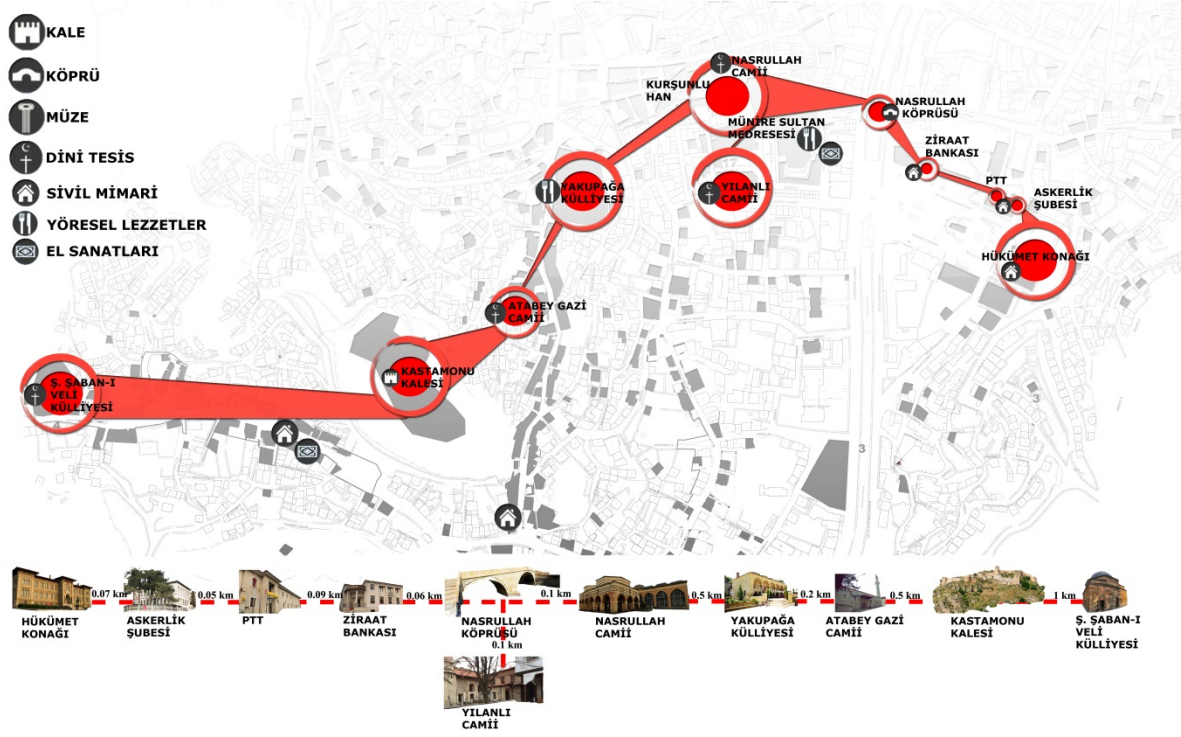 KALE
KÖPRÜ
MÜZE
DİNİ TESİS
SİVİL MİMARİ
YÖRESEL LEZZETLER
EL SANATLARI
NASRULLAH
CAMİİ
KURŞUNLU
HAN
MÜNİRE SULTAN
MEDRESESİ
NASRULLAH
KÖPRÜSÜ
ZİRAAT
BANKASI
PTT
ASKERLİK
ŞUBESİ
HÜKÜMET KONAĞI
YAKUPAĞA
KÜLLİYESİ
17
YILANLI
CAMİİ
ATABEY GAZİ
CAMİİ
KASTAMONU
KALESİ
Ş. ŞABAN-I
VELİ
KÜLLİYESİ
3
3
0.07 km
0.05 km
0.09 km
0.06 km
0.1 km
0.5 km
0.2 km
0.5 km
1 km
HÜKÜMET
KONAĞI
ASKERLİK
ŞUBESİ
PTT
ZİRAAT
BANKASI
NASRULLAH
KÖPRÜSÜ
0.1 km
NASRULLAH
CAMİİ
YAKUPAĞA
KÜLLİYESİ
ATABEY GAZİ
CAMİİ
KASTAMONU
KALESİ
Ş. ŞABAN-I
VELİ
KÜLLİYESİ
YILANLI
CAMİİ